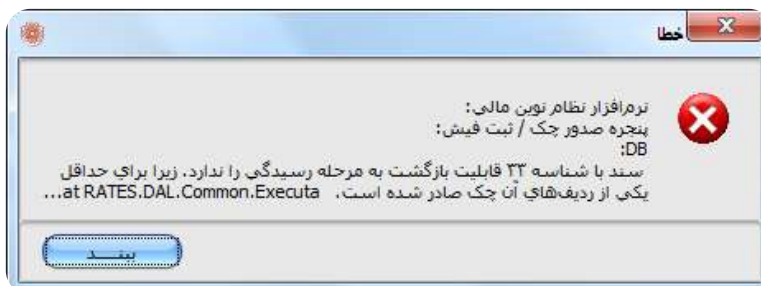 خطا
نرم‌افزار نظام نوین مالی:
پنجره صدور چک / ثبت فیش:
DB:
سند با شناسه ۳۳ قابلیت بازگشت به مرحله رسیدگی را ندارد، زیرا برای حداقل
یکی از ردیف‌های آن چک صادر شده است. at RATES.DAL.Common.Executa...
ببنـــد